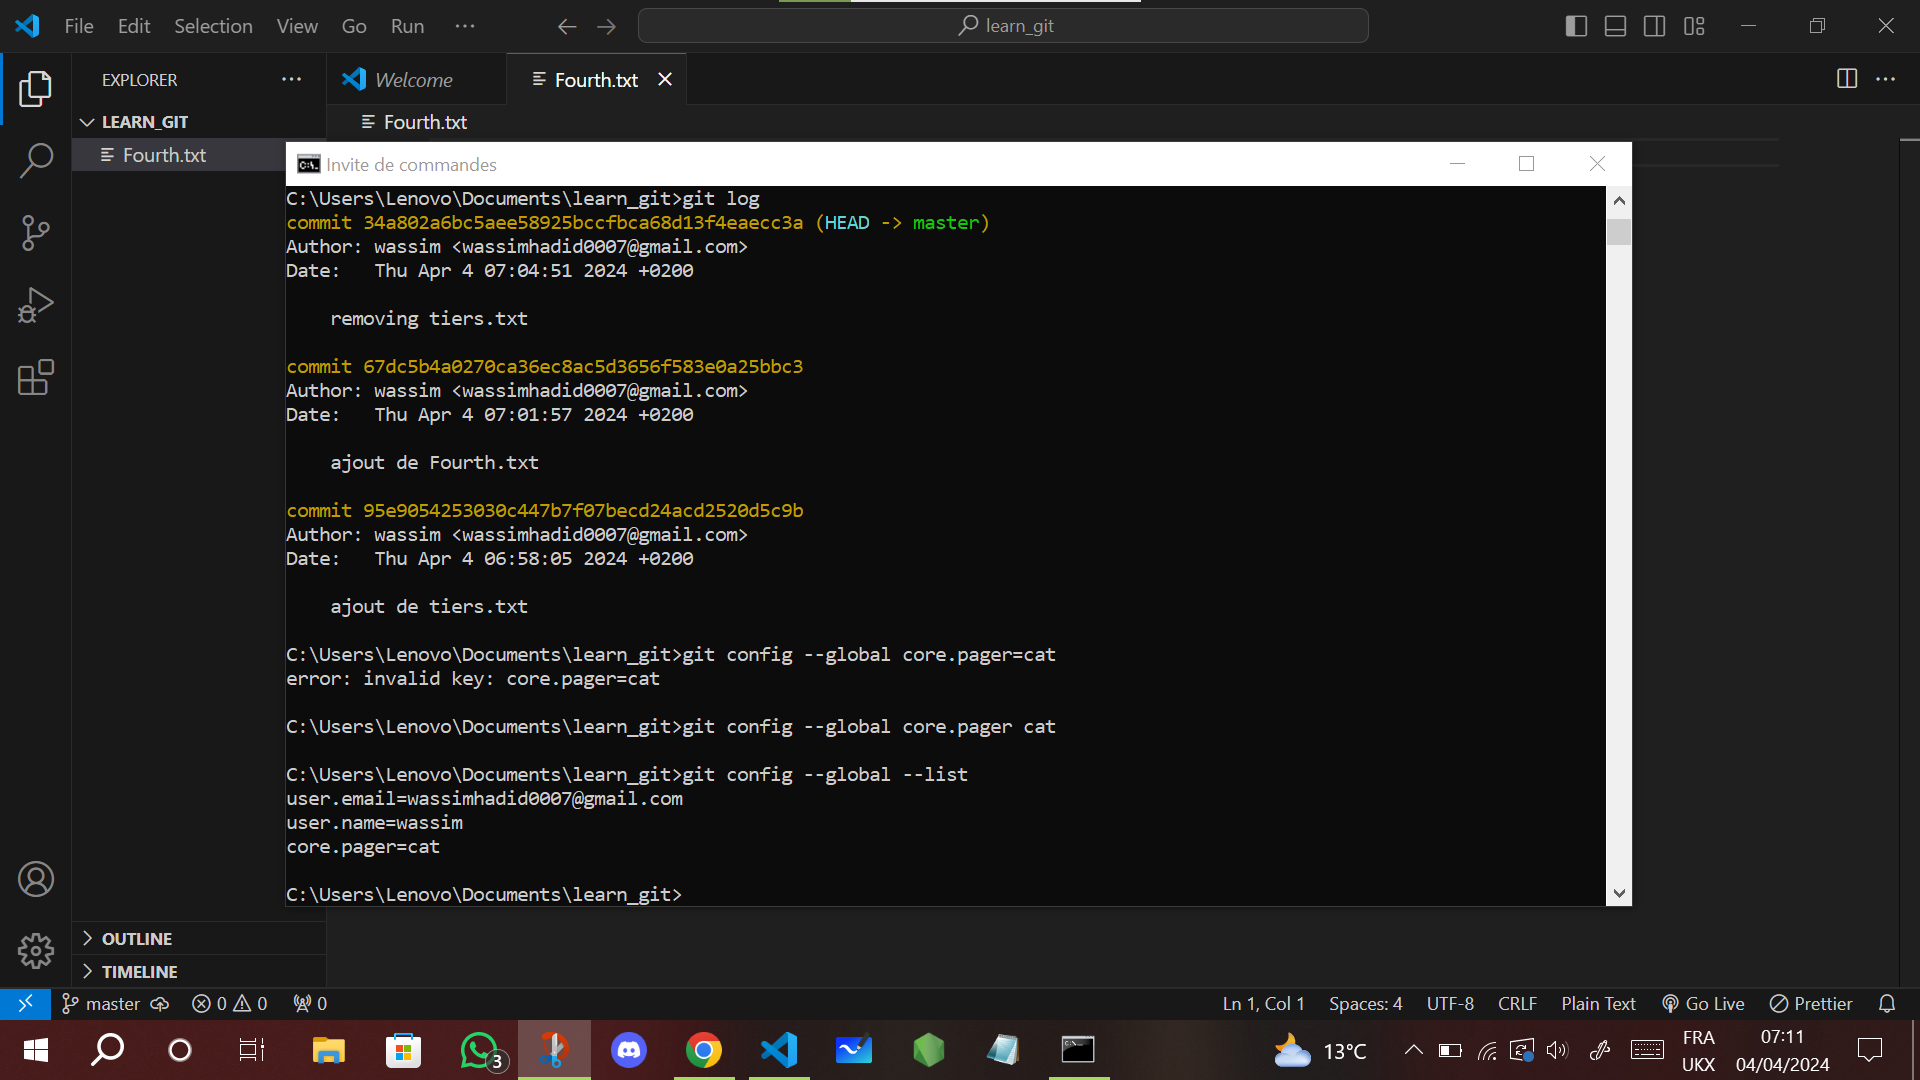 File Edit Selection View Go Run ···
learn_git
EXPLORER
Welcome
Fourth.txt
LEARN_GIT
Fourth.txt
Fourth.txt
Invite de commandes
C:\Users\Lenovo\Documents\learn_git>git log
commit 34a802a6bc5aee58925bccfbca68d13f4eaecc3a (HEAD -> master)
Author: wassim <wassimhadid0007@gmail.com>
Date:   Thu Apr 4 07:04:51 2024 +0200
removing tiers.txt
commit 67dc5b4a0270ca36ec8ac5d3656f583e0a25bbc3
Author: wassim <wassimhadid0007@gmail.com>
Date:   Thu Apr 4 07:01:57 2024 +0200
ajout de Fourth.txt
commit 95e9054253030c447b7f07becd24acd2520d5c9b
Author: wassim <wassimhadid0007@gmail.com>
Date:   Thu Apr 4 06:58:05 2024 +0200
ajout de tiers.txt
C:\Users\Lenovo\Documents\learn_git>git config --global core.pager=cat
error: invalid key: core.pager=cat
C:\Users\Lenovo\Documents\learn_git>git config --global core.pager cat
C:\Users\Lenovo\Documents\learn_git>git config --global --list
user.email=wassimhadid0007@gmail.com
user.name=wassim
core.pager=cat
C:\Users\Lenovo\Documents\learn_git>
OUTLINE
TIMELINE
master 0 0 0
Ln 1, Col 1 Spaces: 4 UTF-8 CRLF Plain Text Go Live Prettier
3
13°C
FRA
UKX
07:11
04/04/2024